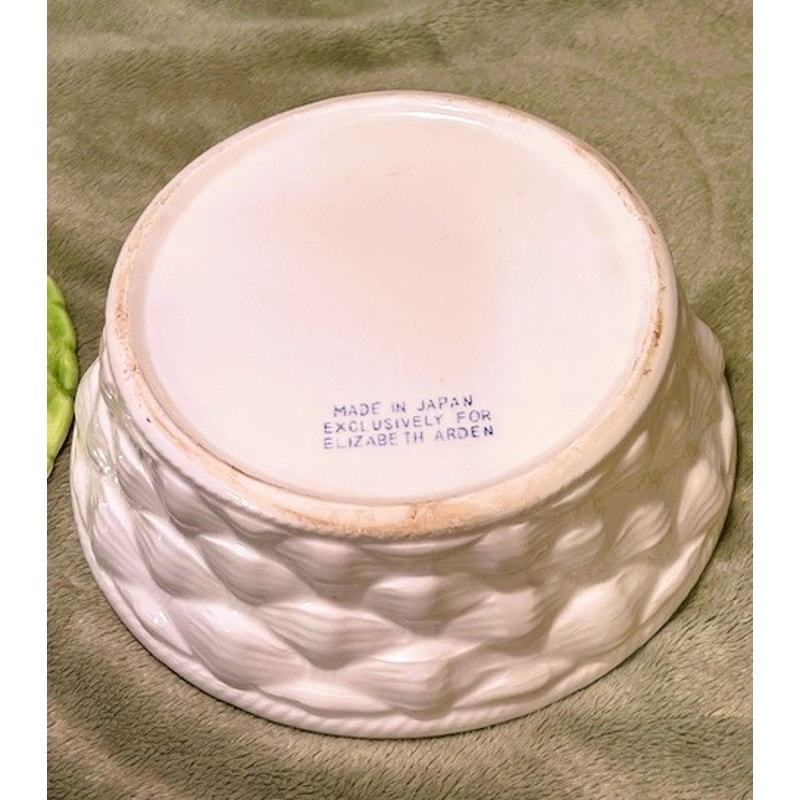 MADE IN JAPAN
EXCLUSIVELY FOR
ELIZABETH ARDEN